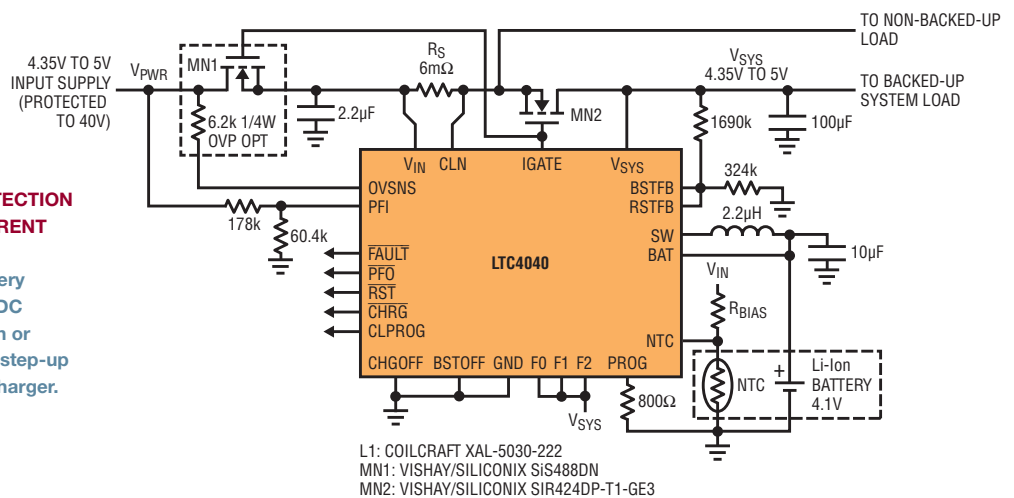 TO NON-BACKED-UP
LOAD
4.35V TO 5V
INPUT SUPPLY
(PROTECTED
TO 40V)
VPWR
MN1
RS
6mΩ
VSYS
4.35V TO 5V
TO BACKED-UP
SYSTEM LOAD
6.2k 1/4W
OVP OPT
2.2µF
MN2
1690k
100µF
VIN CLN IGATE VSYS
OVSNS
PFI
178k
60.4k
BSTFB
RSTFB
324k
2.2µH
SW
BAT
10µF
FAULT
PFO
RST
CHRG
CLPROG
LTC4040
VIN
RBIAS
NTC
CHGOFF BSTOFF GND F0 F1 F2 PROG
VSYS
800Ω
NTC
+
Li-Ion
BATTERY
4.1V
L1: COILCRAFT XAL-5030-222
MN1: VISHAY/SILICONIX SiS488DN
MN2: VISHAY/SILICONIX SIR424DP-T1-GE3